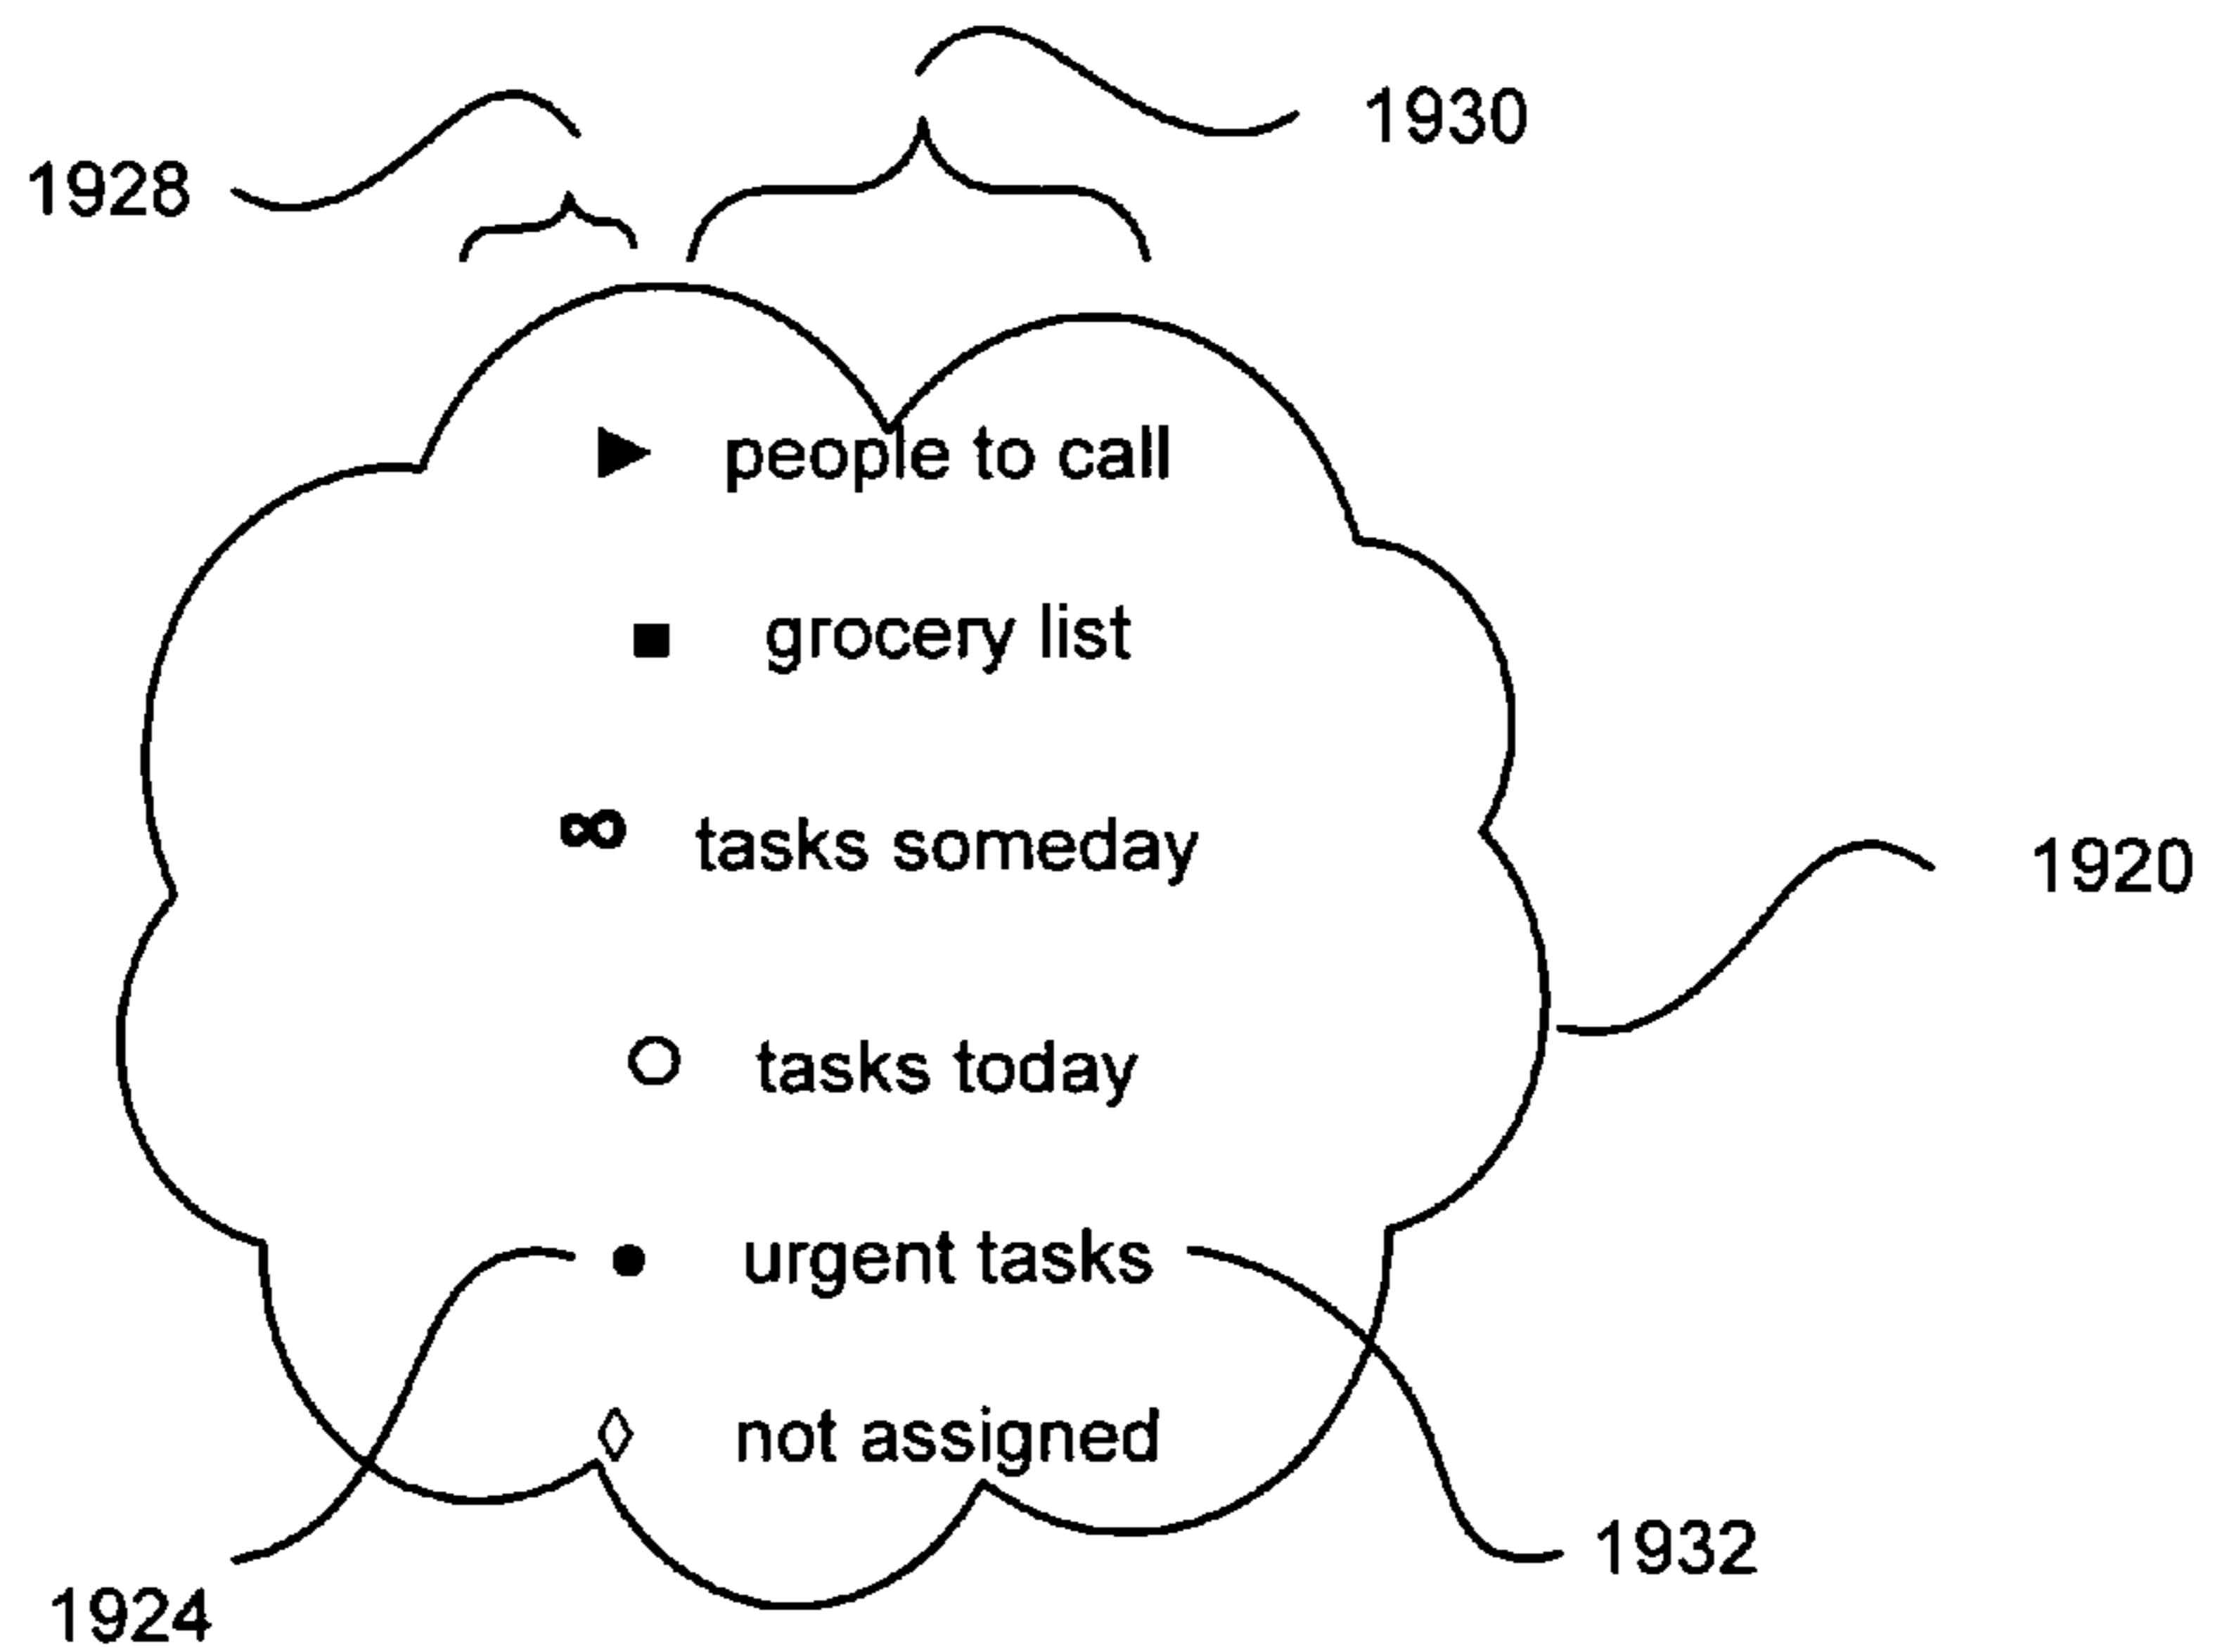 1930
1928
▶ people to call
■ grocery list
∞ tasks someday
1920
○ tasks today
● urgent tasks
◊ not assigned
1932
1924